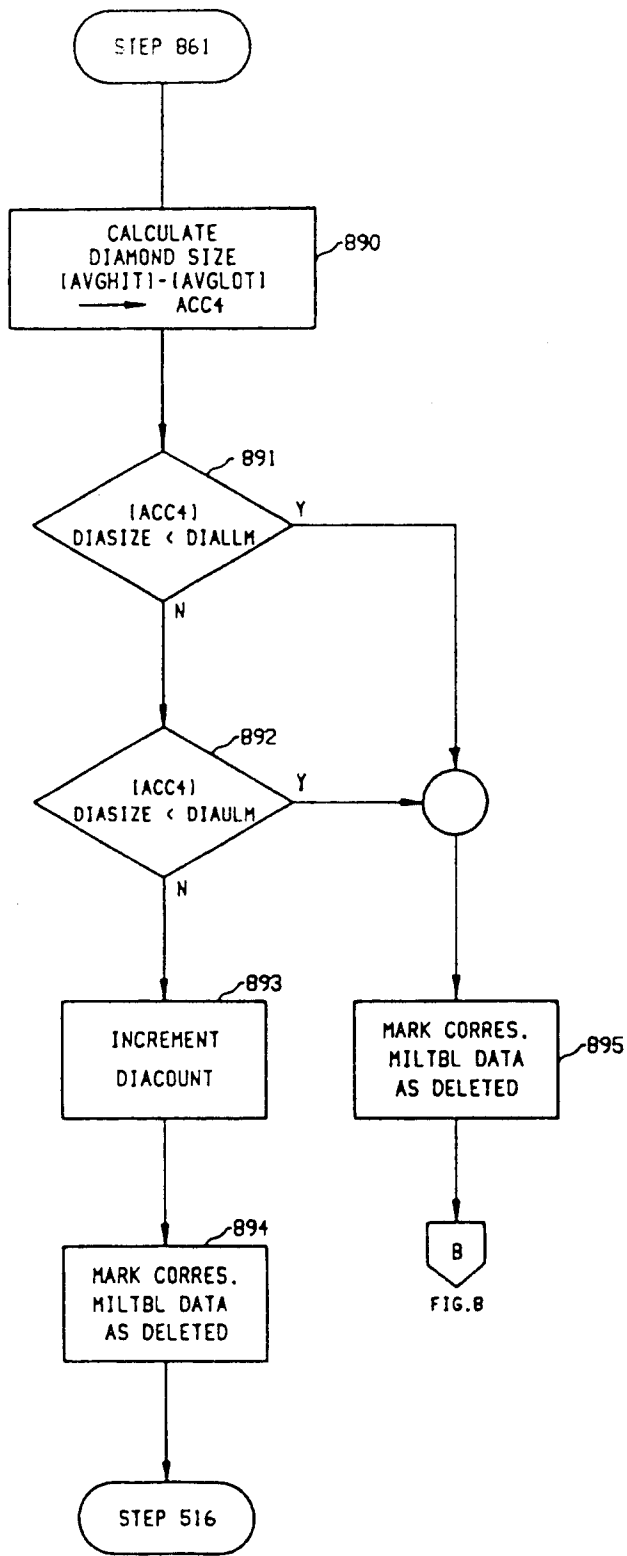 STEP 861
CALCULATE
DIAMOND SIZE
[AVGHIT]-[AVGLOT]
→ ACC4
890
891
[ACC4]
DIASIZE < DIALLM
Y
N
892
[ACC4]
DIASIZE < DIAULM
Y
N
893
INCREMENT
DIACOUNT
MARK CORRES.
MILTBL DATA
AS DELETED
895
894
MARK CORRES.
MILTBL DATA
AS DELETED
B
FIG.8
STEP 516